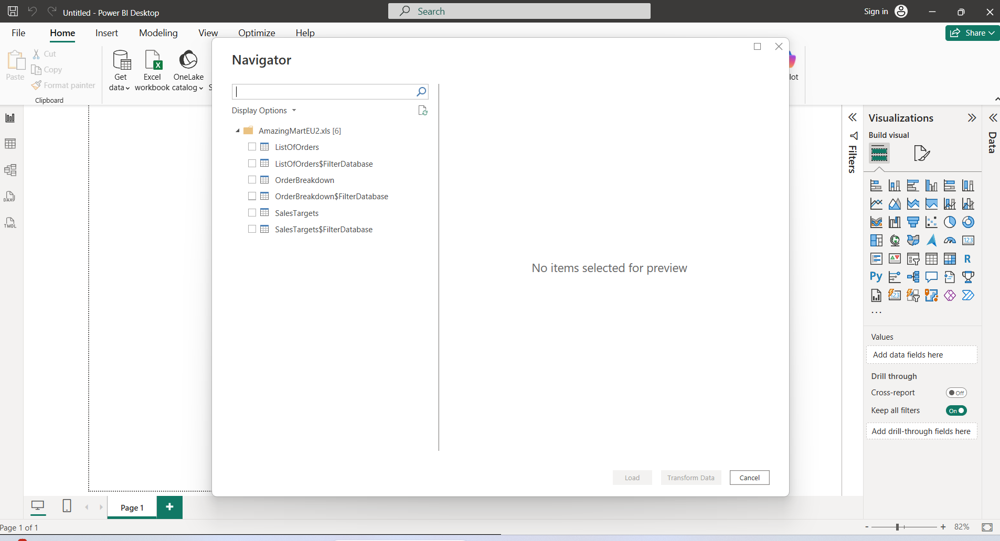 Untitled - Power BI Desktop
Search
Sign in
File
Home
Insert
Modeling
View
Optimize
Help
Share
Paste
Cut
Copy
Format painter
Clipboard
Get data
Excel workbook
OneLake catalog
S
lot
Navigator
Display Options
AmazingMartEU2.xls [6]
ListOfOrders
ListOfOrders$FilterDatabase
OrderBreakdown
OrderBreakdown$FilterDatabase
SalesTargets
SalesTargets$FilterDatabase
No items selected for preview
Load
Transform Data
Cancel
DAX
TMDL
Filters
Visualizations
Build visual
Data
123
R
Py
123
...
Values
Add data fields here
Drill through
Cross-report
Off
Keep all filters
On
Add drill-through fields here
Page 1
+
Page 1 of 1
-
+
82%